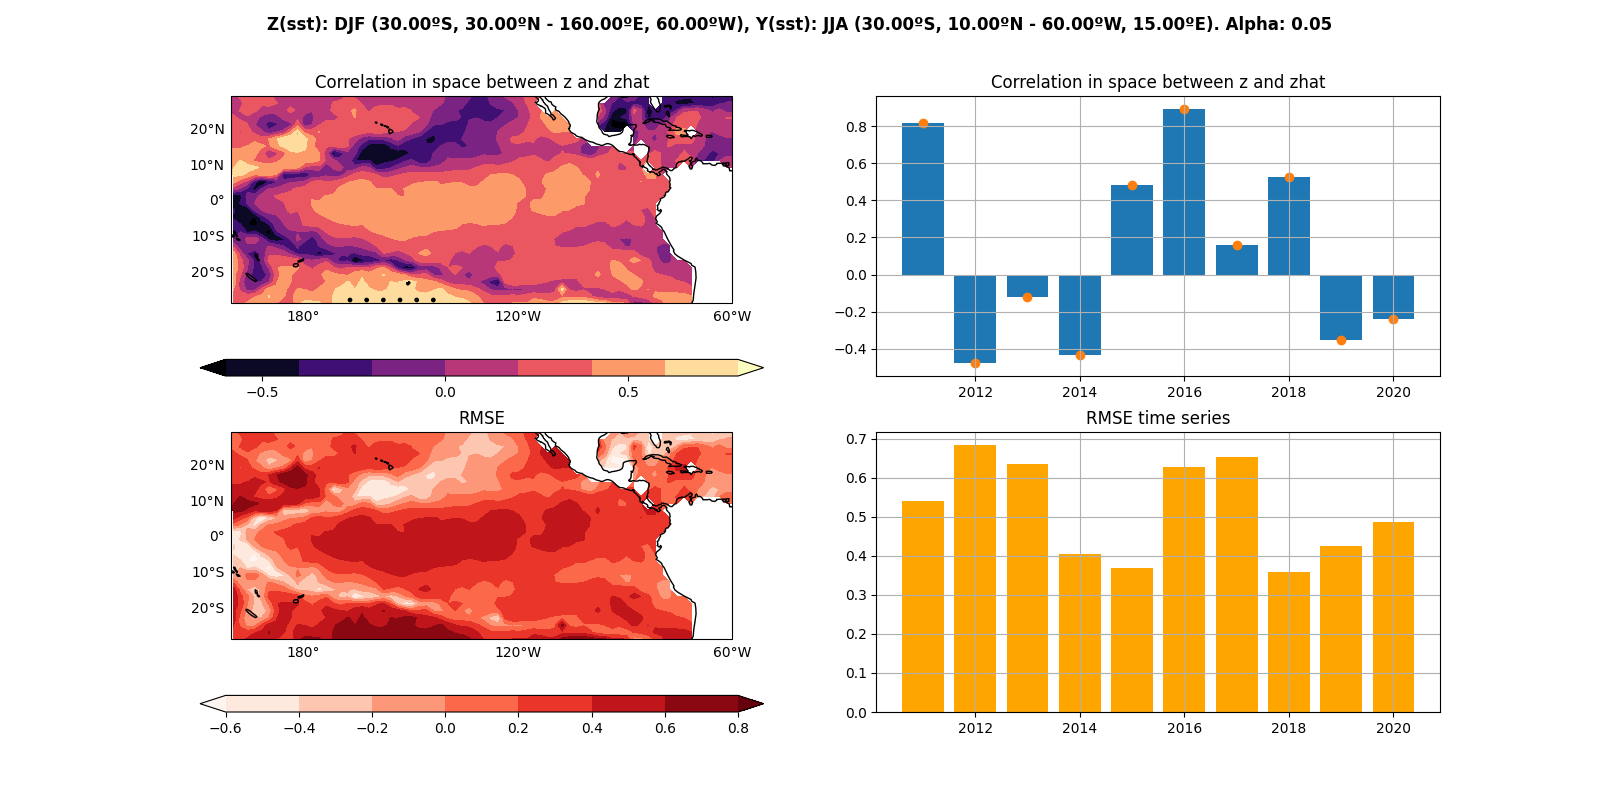 Z(sst): DJF (30.00ºS, 30.00ºN - 160.00ºE, 60.00ºW), Y(sst): JJA (30.00ºS, 10.00ºN - 60.00ºW, 15.00ºE). Alpha: 0.05
Correlation in space between z and zhat
20°N
10°N
0°
10°S
20°S
180°
120°W
60°W
−0.5
0.0
0.5
Correlation in space between z and zhat
0.8
0.6
0.4
0.2
0.0
−0.2
−0.4
2012
2014
2016
2018
2020
RMSE
20°N
10°N
0°
10°S
20°S
180°
120°W
60°W
−0.6
−0.4
−0.2
0.0
0.2
0.4
0.6
0.8
RMSE time series
0.7
0.6
0.5
0.4
0.3
0.2
0.1
0.0
2012
2014
2016
2018
2020